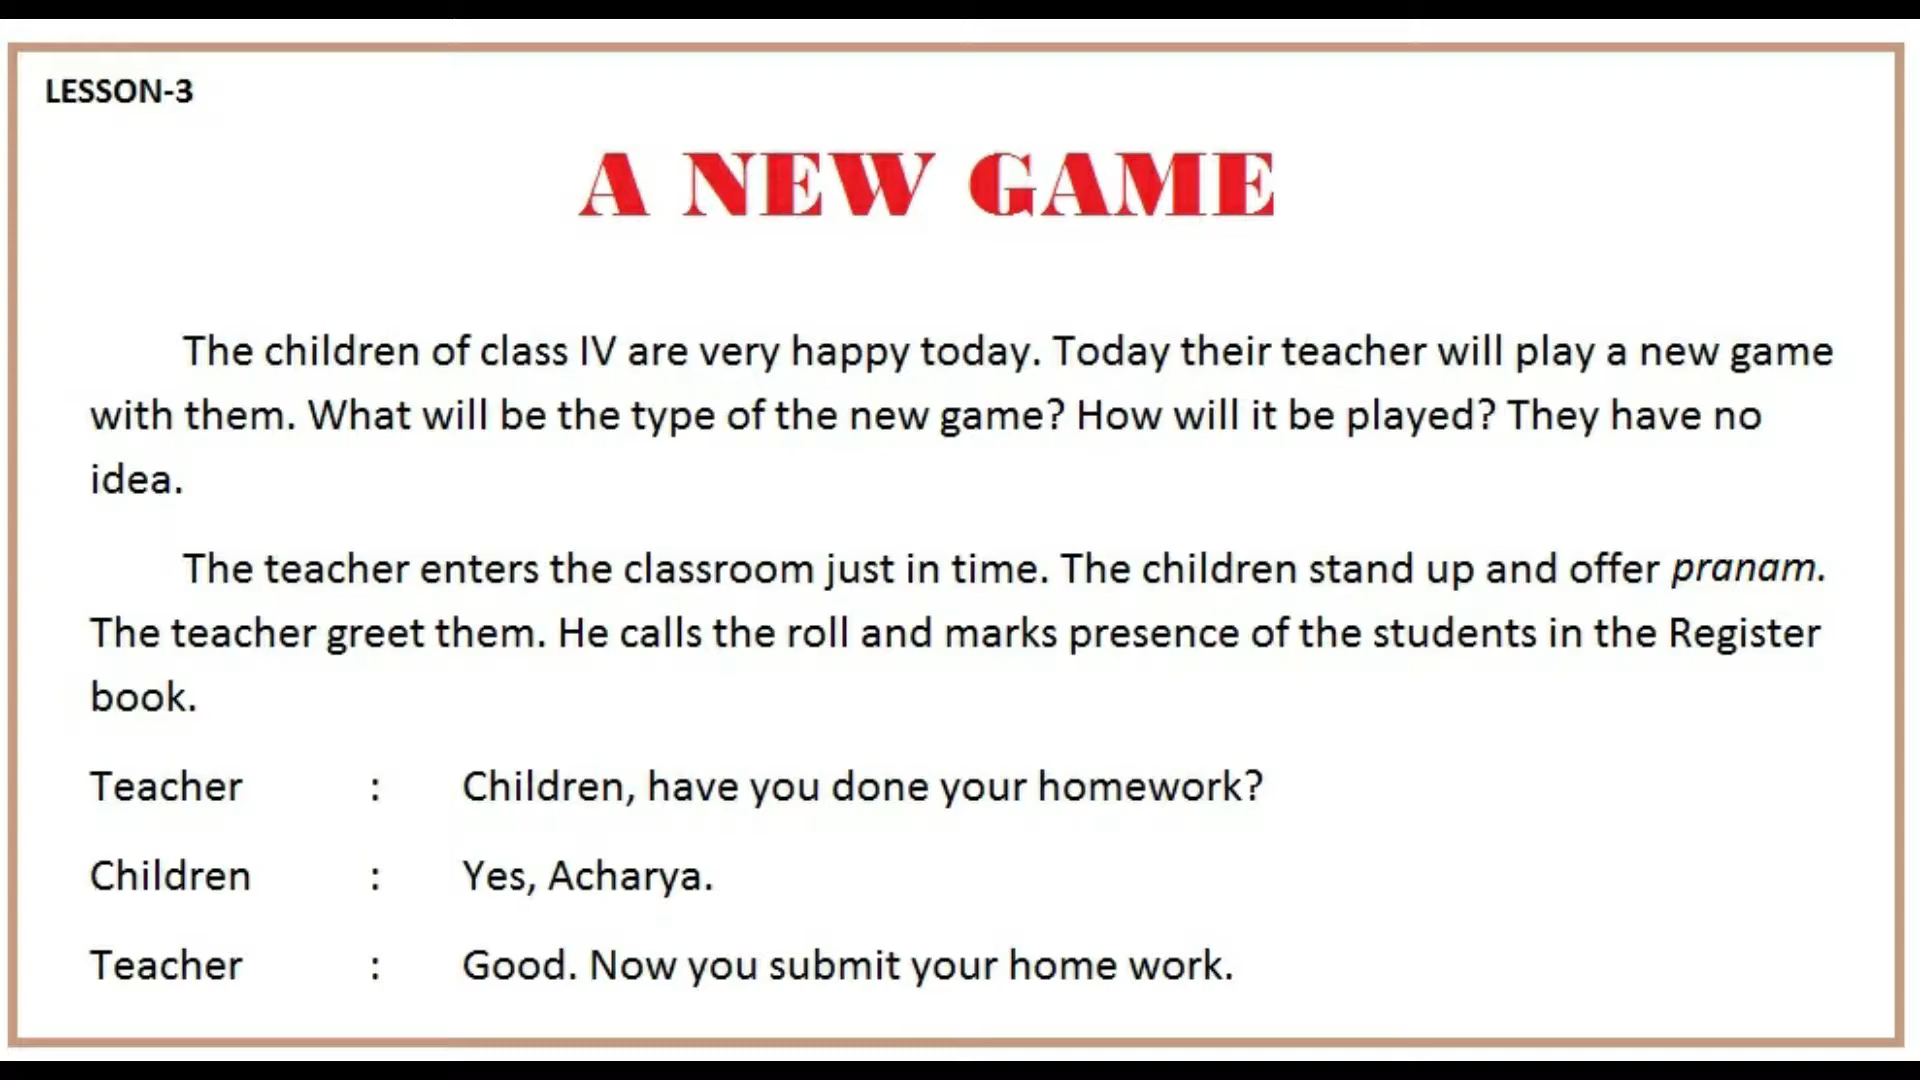 LESSON-3
A NEW GAME
The children of class IV are very happy today. Today their teacher will play a new game
with them. What will be the type of the new game? How will it be played? They have no
idea.
The teacher enters the classroom just in time. The children stand up and offer pranam.
The teacher greet them. He calls the roll and marks presence of the students in the Register
book.
Teacher : Children, have you done your homework?
Children : Yes, Acharya.
Teacher : Good. Now you submit your home work.